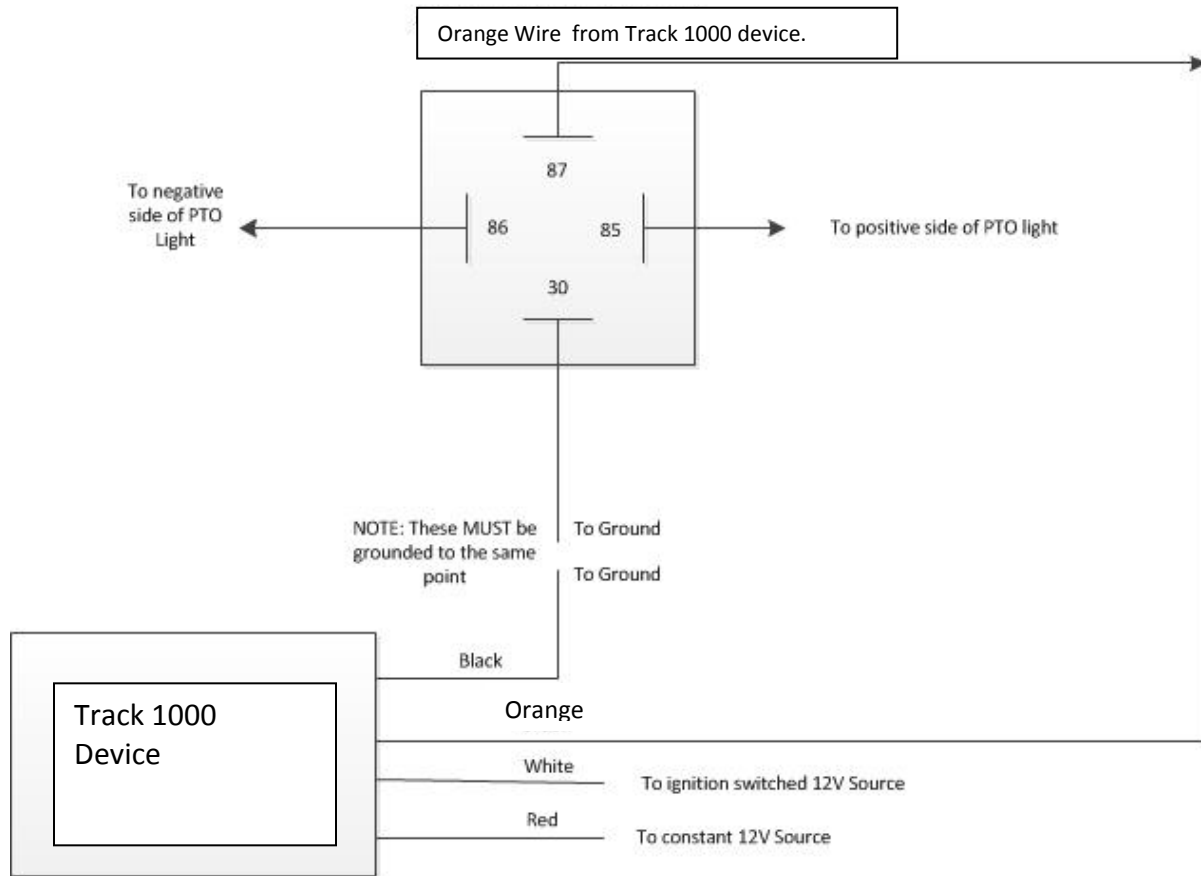 Orange Wire from Track 1000 device.
87
To negative
side of PTO
Light
86
85
To positive side of PTO light
30
NOTE: These MUST be
grounded to the same
point
To Ground
To Ground
Black
Track 1000
Device
Orange
White
To ignition switched 12V Source
Red
To constant 12V Source